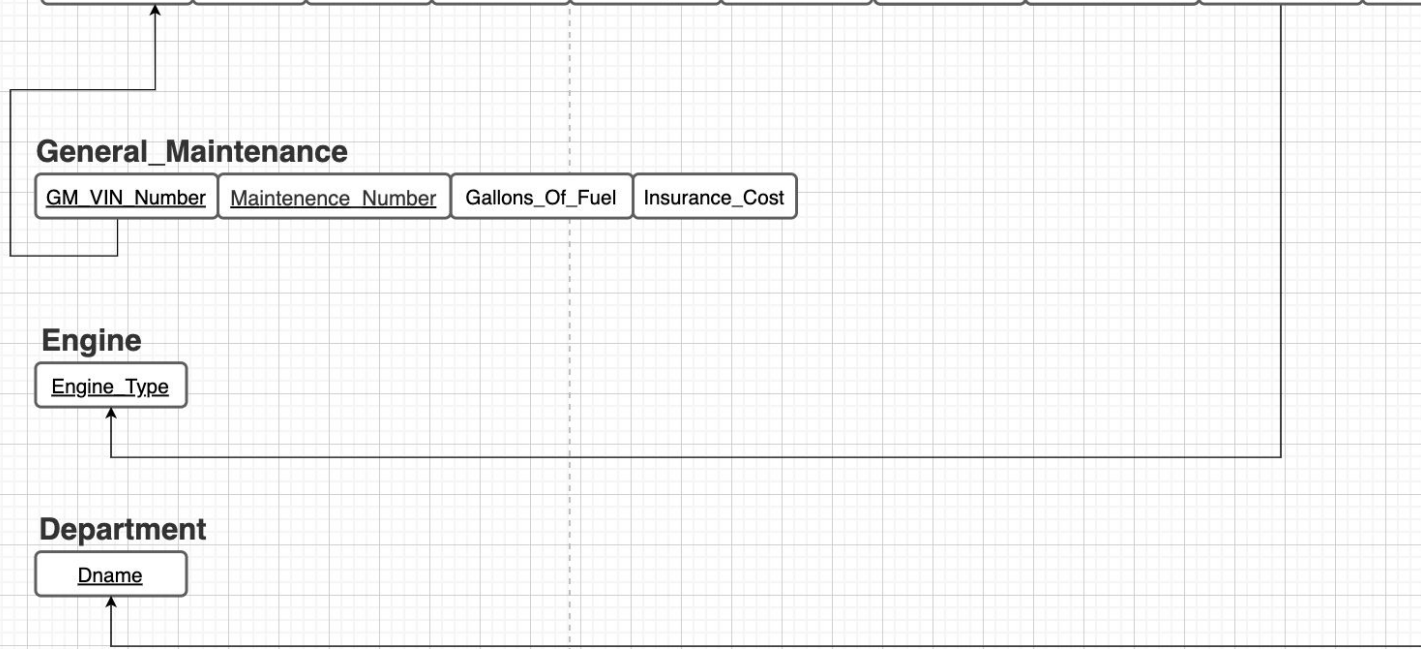 General_Maintenance
GM_VIN_Number Maintenence_Number Gallons_Of_Fuel Insurance_Cost
Engine
Engine_Type
Department
Dname